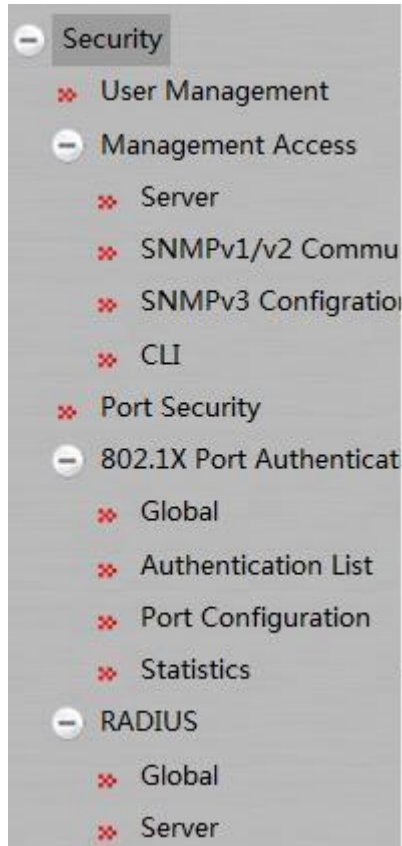 Security
User Management
Management Access
Server
SNMPv1/v2 Commu
SNMPv3 Configratio
CLI
Port Security
802.1X Port Authenticat
Global
Authentication List
Port Configuration
Statistics
RADIUS
Global
Server